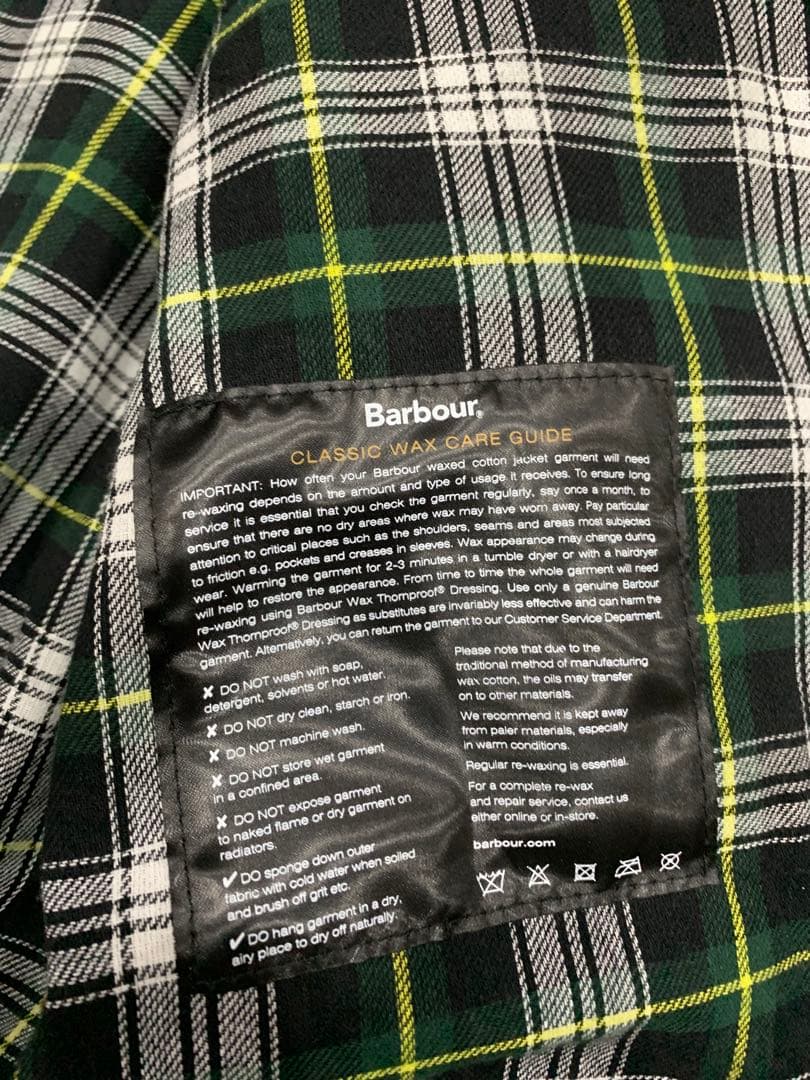 Barbour®
CLASSIC WAX CARE GUIDE
IMPORTANT: How often your Barbour waxed cotton jacket garment will need
re-waxing depends on the amount and type of usage it receives. To ensure long
service it is essential that you check the garment regularly, say once a month, to
ensure that there are no dry areas where wax may have worn away. Pay particular
attention to critical places such as the shoulders, seams and areas most subjected
to friction e.g. pockets and creases in sleeves. Wax appearance may change during
wear. Warming the garment for 2-3 minutes in a tumble dryer or with a hairdryer
will help to restore the appearance. From time to time the whole garment will need
re-waxing using Barbour Wax Thornproof® Dressing. Use only a genuine Barbour
Wax Thornproof® Dressing as substitutes are invariably less effective and can harm the
garment. Alternatively, you can return the garment to our Customer Service Department.
✘ DO NOT wash with soap,
detergent, solvents or hot water.
✘ DO NOT dry clean, starch or iron.
✘ DO NOT machine wash.
✘ DO NOT store wet garment
in a confined area.
✘ DO NOT expose garment
to naked flame or dry garment on
radiators.
✔ DO sponge down outer
fabric with cold water when soiled
and brush off grit etc.
✔ DO hang garment in a dry,
airy place to dry off naturally.
Please note that due to the
traditional method of manufacturing
wax cotton, the oils may transfer
on to other materials.
We recommend it is kept away
from paler materials, especially
in warm conditions.
Regular re-waxing is essential.
For a complete re-wax
and repair service, contact us
either online or in-store.
barbour.com